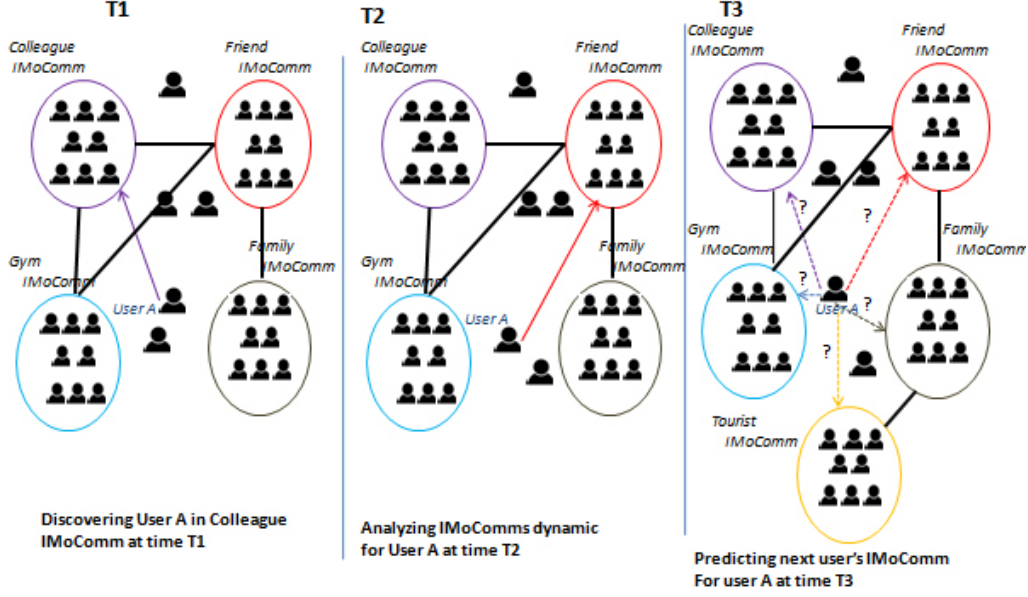 T1
Colleague
IMoComm
Friend
IMoComm
Gym
IMoComm
Family
IMoComm
User A
Discovering User A in Colleague
IMoComm at time T1
T2
Colleague
IMoComm
Friend
IMoComm
Gym
IMoComm
Family
IMoComm
User A
Analyzing IMoComms dynamic
for User A at time T2
T3
Colleague
IMoComm
Friend
IMoComm
?
?
Gym
IMoComm
Family
IMoComm
?
User A
?
?
Tourist
IMoComm
Predicting next user's IMoComm
For user A at time T3